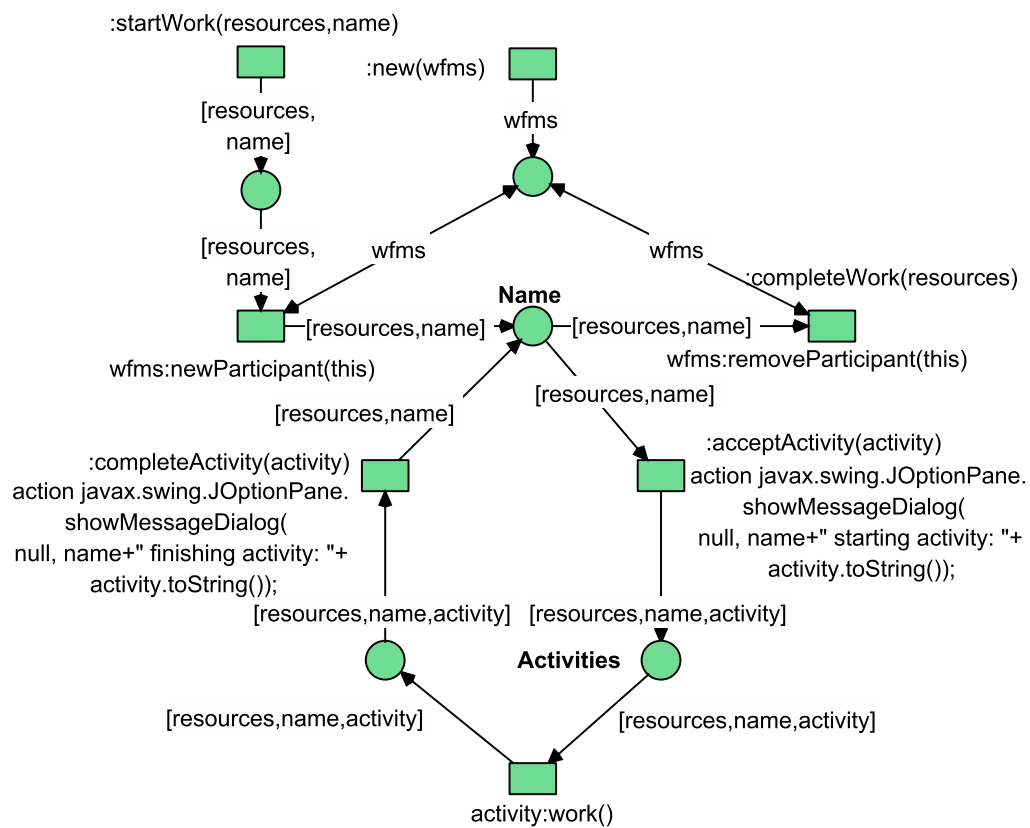 :startWork(resources,name)
:new(wfms)
[resources,
name]
wfms
[resources,
name]
wfms
wfms
:completeWork(resources)
Name
[resources,name]
[resources,name]
wfms:newParticipant(this)
wfms:removeParticipant(this)
[resources,name]
[resources,name]
:completeActivity(activity)
action javax.swing.JOptionPane.
showMessageDialog(
null, name+" finishing activity: "+
activity.toString());
:acceptActivity(activity)
action javax.swing.JOptionPane.
showMessageDialog(
null, name+" starting activity: "+
activity.toString());
[resources,name,activity]
[resources,name,activity]
Activities
[resources,name,activity]
[resources,name,activity]
activity:work()